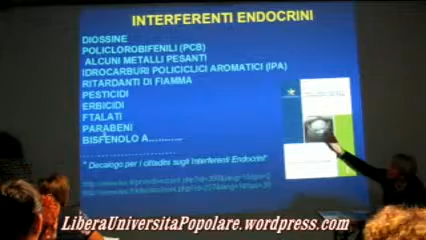 INTERFERENTI ENDOCRINI
DIOSSINE
POLICLOROBIFENILI (PCB)
ALCUNI METALLI PESANTI
IDROCARBURI POLICICLICI AROMATICI (IPA)
RITARDANTI DI FIAMMA
PESTICIDI
ERBICIDI
FTALATI
PARABENI
BISFENOLO A...........
" Decalogo per i cittadini sugli Interferenti Endocrini"
LiberaUniversitaPopolare.wordpress.com